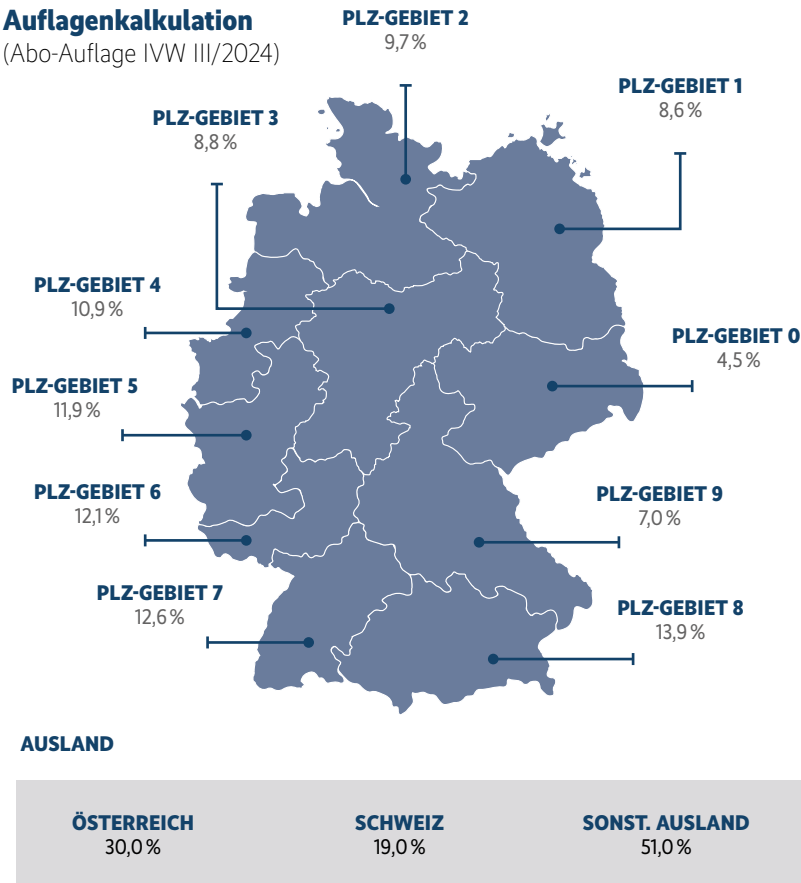 Auflagenkalkulation
(Abo-Auflage IVW III/2024)
PLZ-GEBIET 2
9,7 %
PLZ-GEBIET 1
8,6 %
PLZ-GEBIET 3
8,8 %
PLZ-GEBIET 4
10,9 %
PLZ-GEBIET 0
4,5 %
PLZ-GEBIET 5
11,9 %
PLZ-GEBIET 6
12,1 %
PLZ-GEBIET 9
7,0 %
PLZ-GEBIET 7
12,6 %
PLZ-GEBIET 8
13,9 %
AUSLAND
ÖSTERREICH
30,0 %
SCHWEIZ
19,0 %
SONST. AUSLAND
51,0 %